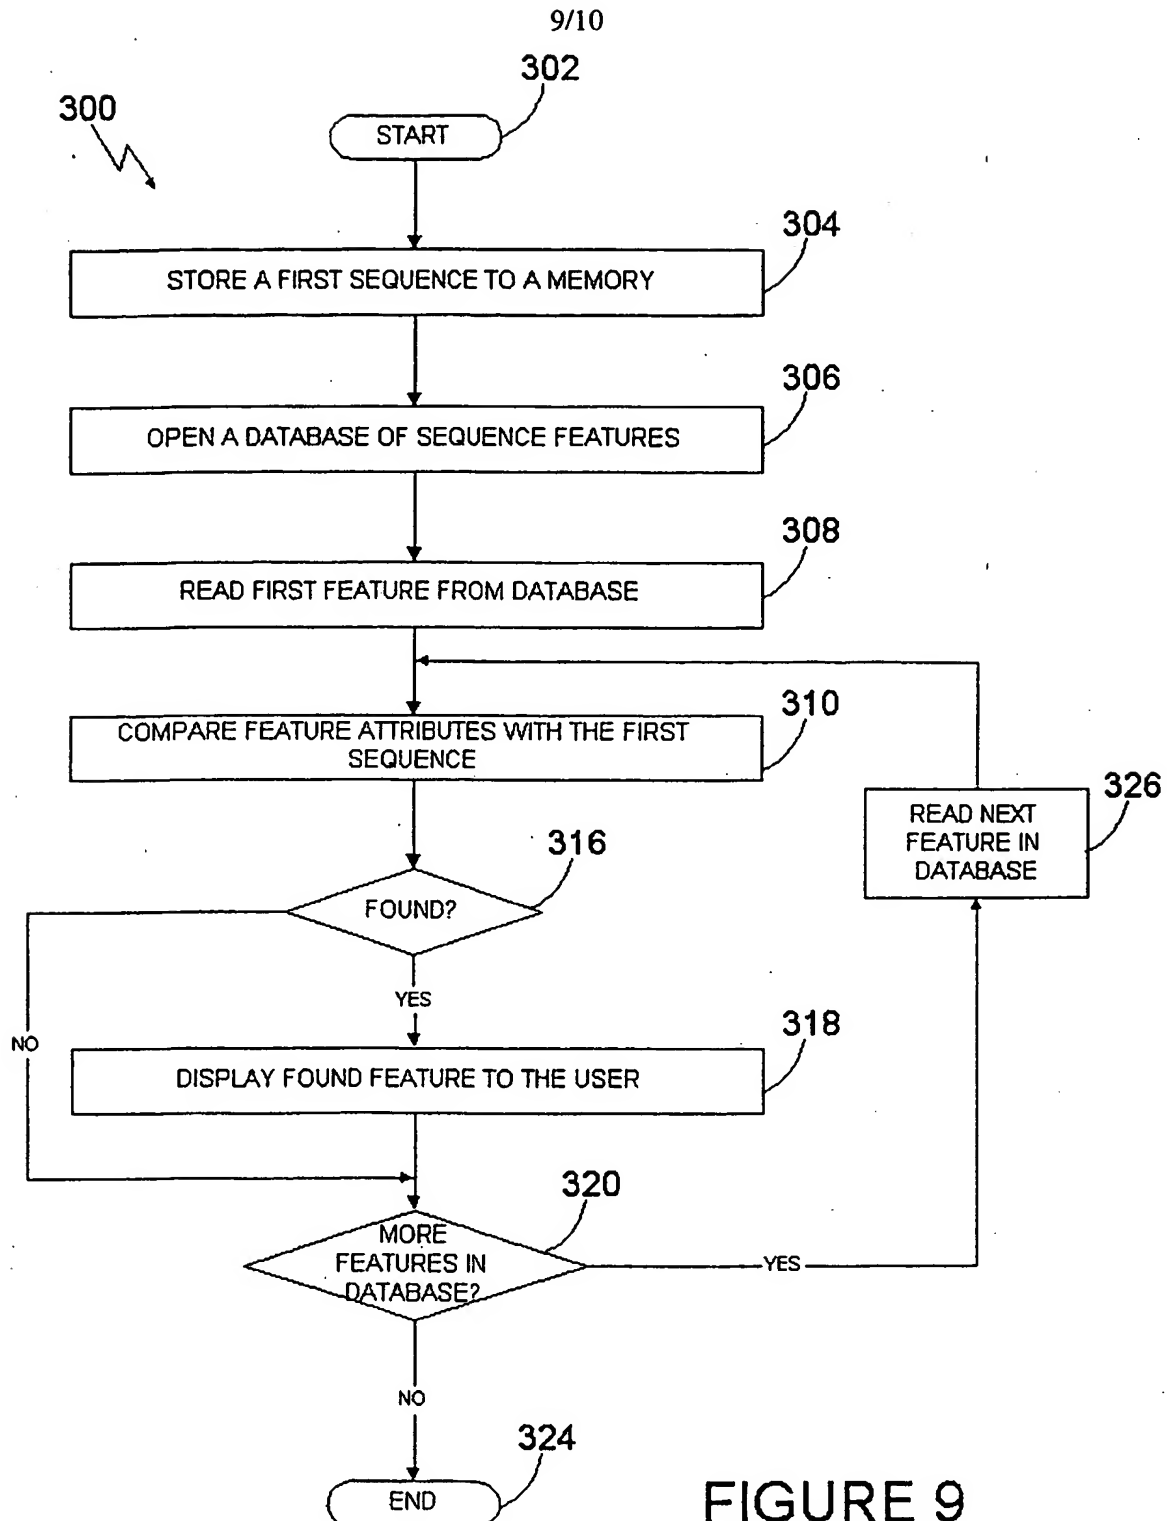 9/10
302
300
START
304
STORE A FIRST SEQUENCE TO A MEMORY
306
OPEN A DATABASE OF SEQUENCE FEATURES
308
READ FIRST FEATURE FROM DATABASE
310
COMPARE FEATURE ATTRIBUTES WITH THE FIRST
SEQUENCE
326
READ NEXT
FEATURE IN
DATABASE
316
FOUND?
YES
NO
318
DISPLAY FOUND FEATURE TO THE USER
320
MORE
FEATURES IN
DATABASE?
YES
NO
324
END
FIGURE 9